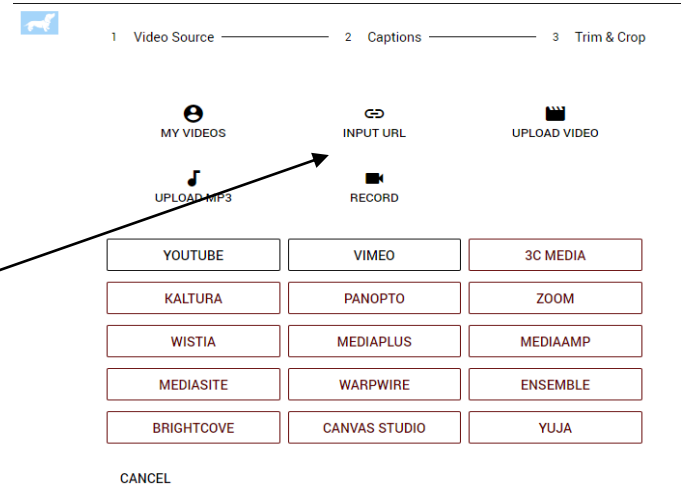 1 Video Source 2 Captions 3 Trim & Crop
MY VIDEOS INPUT URL UPLOAD VIDEO
UPLOAD MP3 RECORD
YOUTUBE VIMEO 3C MEDIA
KALTURA PANOPTO ZOOM
WISTIA MEDIAPLUS MEDIAAMP
MEDIASITE WARPWIRE ENSEMBLE
BRIGHTCOVE CANVAS STUDIO YUJA
CANCEL